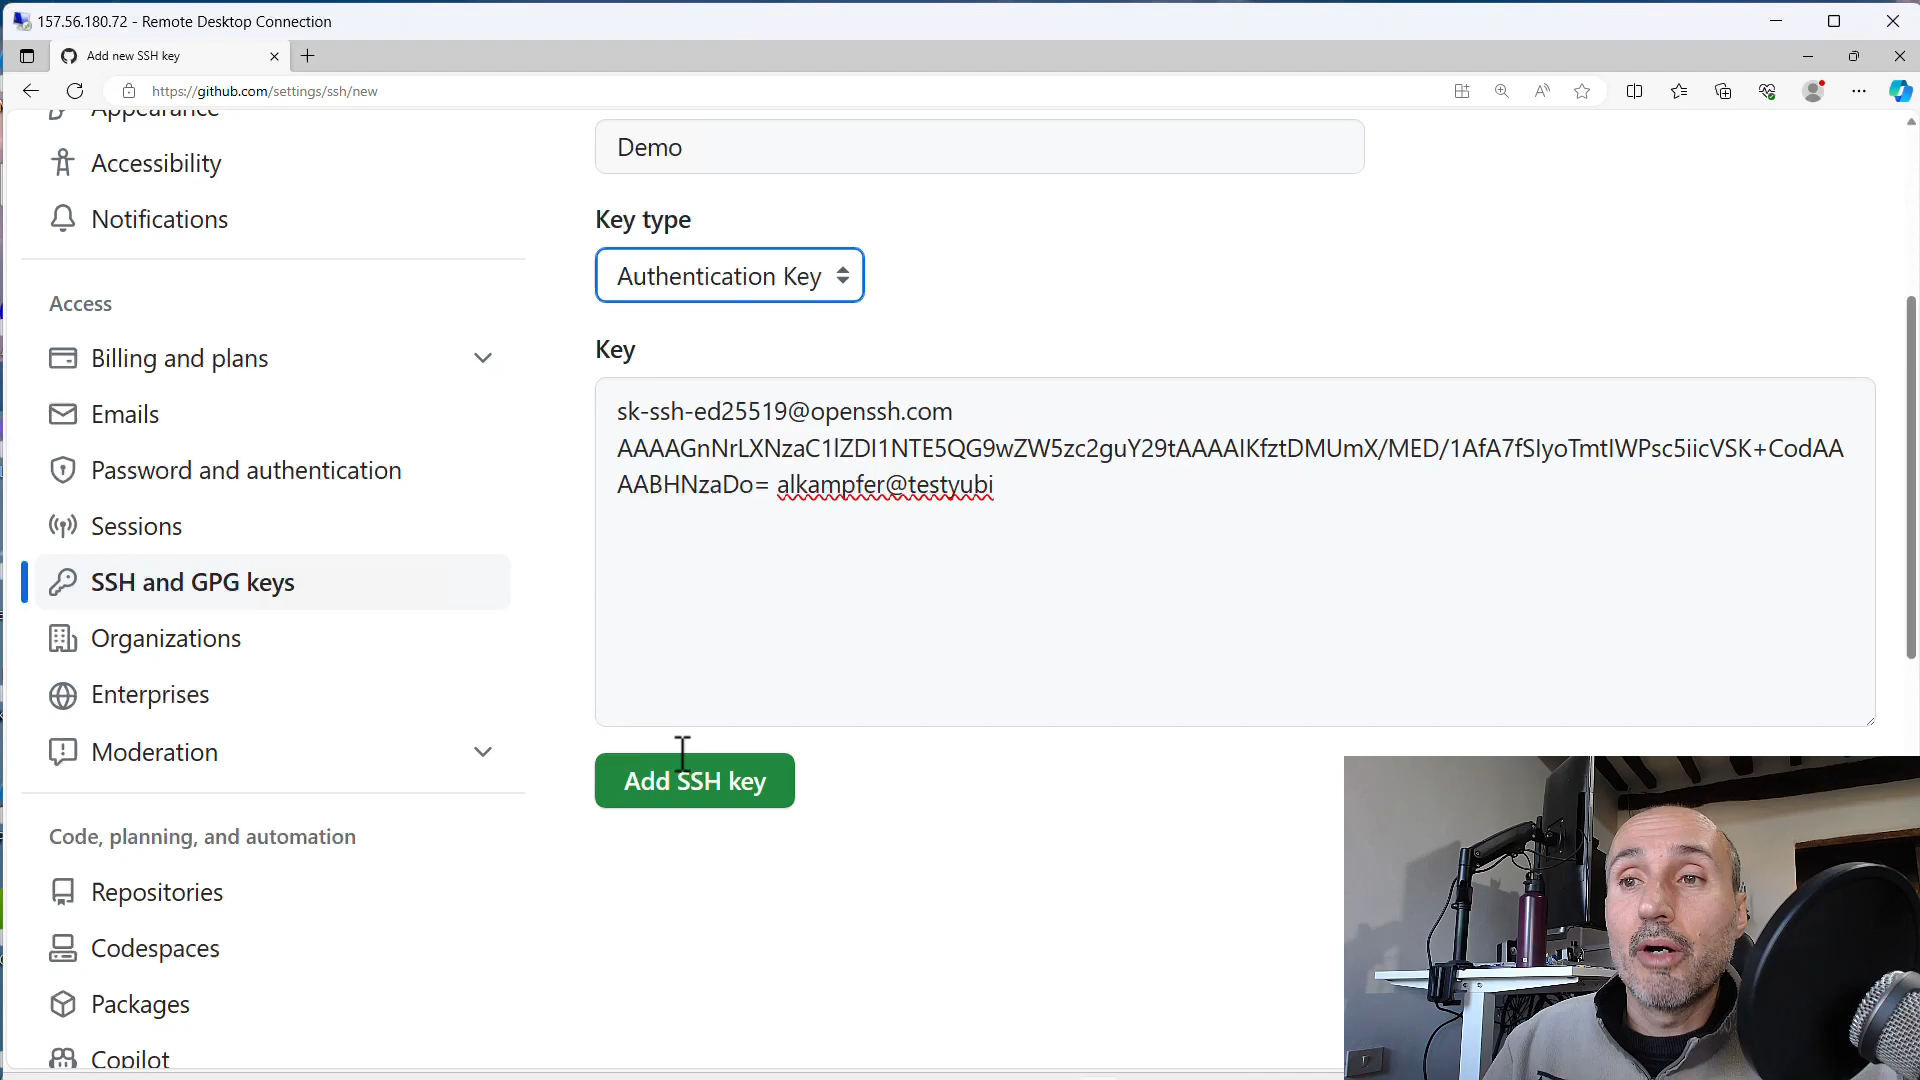 157.56.180.72 - Remote Desktop Connection
Add new SSH key
https://github.com/settings/ssh/new
Appearance
Accessibility
Notifications
Access
Billing and plans
Emails
Password and authentication
Sessions
SSH and GPG keys
Organizations
Enterprises
Moderation
Code, planning, and automation
Repositories
Codespaces
Packages
Copilot
Demo
Key type
Authentication Key
Key
sk-ssh-ed25519@openssh.com
AAAAGnNrLXNzaC1lZDI1NTE5QG9wZW5zc2guY29tAAAAIKfztDMUmX/MED/1AfA7fSIyoTmtIWPsc5iicVSK+CodAA
AABHNzaDo= alkampfer@testyubi
Add SSH key